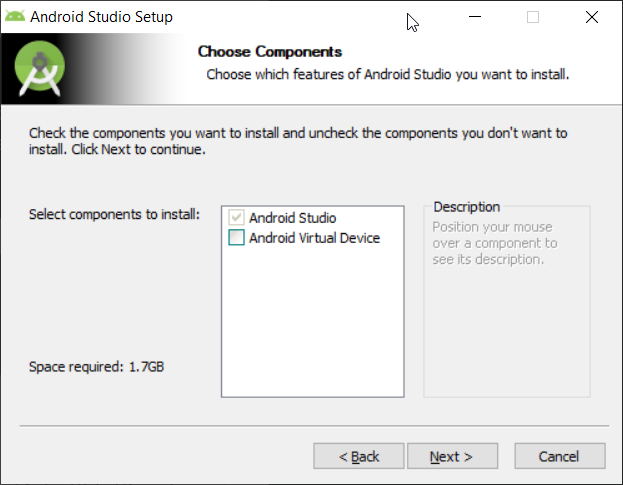 Android Studio Setup
Choose Components
Choose which features of Android Studio you want to install.
Check the components you want to install and uncheck the components you don't want to
install. Click Next to continue.
Select components to install:
Android Studio
Android Virtual Device
Description
Position your mouse
over a component to
see its description.
Space required: 1.7GB
< Back
Next >
Cancel